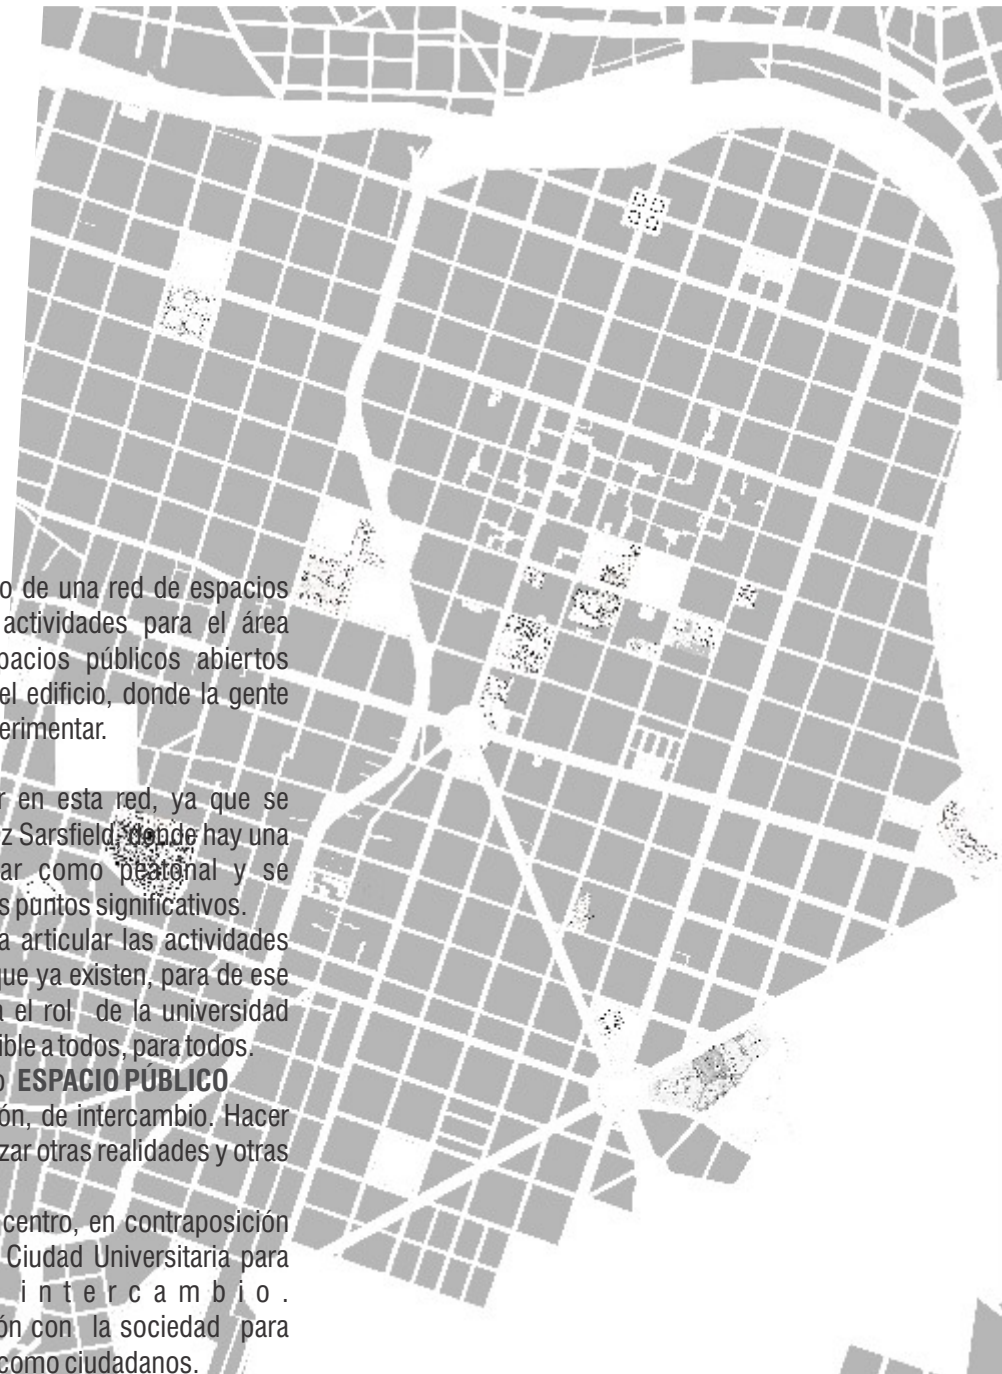 o de una red de espacios
actividades para el área
pacios públicos abiertos
el edificio, donde la gente
erimentar.
r en esta red, ya que se
z Sarsfield, donde hay una
ar como peatonal y se
s puntos significativos.
a articular las actividades
que ya existen, para de ese
a el rol de la universidad
ible a todos, para todos.
o ESPACIO PÚBLICO
ón, de intercambio. Hacer
zar otras realidades y otras
centro, en contraposición
Ciudad Universitaria para
intercambio.
ón con la sociedad para
como ciudadanos.